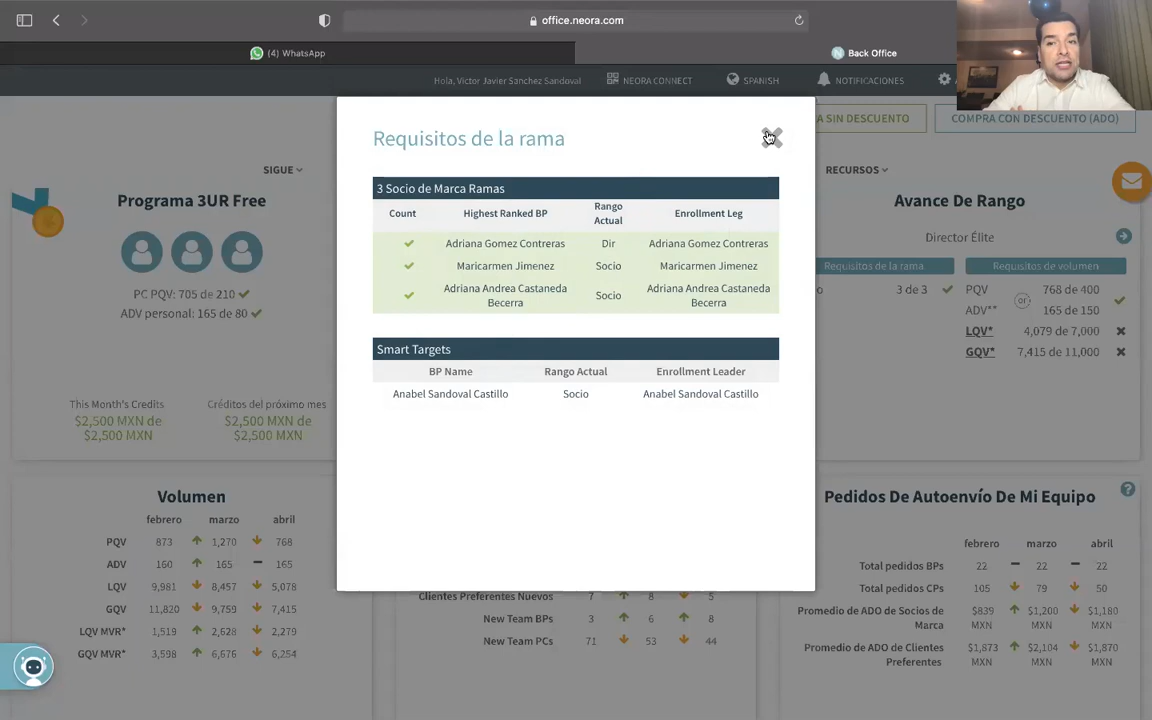 office.neora.com
(4) WhatsApp
Back Office
Hola, Victor Javier Sanchez Sandoval
NEORA CONNECT
SPANISH
NOTIFICACIONES
A SIN DESCUENTO
COMPRA CON DESCUENTO (ADO)
SIGUE
RECURSOS
Programa 3UR Free
PC PQV: 705 de 210
ADV personal: 165 de 80
This Month's Credits
Créditos del próximo mes
$2,500 MXN de
$2,500 MXN de
$2,500 MXN
$2,500 MXN
Requisitos de la rama
3 Socio de Marca Ramas
Count
Highest Ranked BP
Rango
Actual
Enrollment Leg
Adriana Gomez Contreras
Dir
Adriana Gomez Contreras
Maricarmen Jimenez
Socio
Maricarmen Jimenez
Adriana Andrea Castaneda
Becerra
Socio
Adriana Andrea Castaneda
Becerra
Smart Targets
BP Name
Rango Actual
Enrollment Leader
Anabel Sandoval Castillo
Socio
Anabel Sandoval Castillo
Avance De Rango
Director Élite
Requisitos de la rama
Requisitos de volumen
3 de 3
PQV
768 de 400
or
ADV**
165 de 150
LQV*
4,079 de 7,000
GQV*
7,415 de 11,000
Volumen
febrero marzo abril
PQV 873 1,270 768
ADV 160 165 165
LQV 9,981 8,457 5,078
GQV 11,820 9,759 7,415
LQV MVR* 1,519 2,628 2,279
GQV MVR* 3,598 6,676 6,254
Clientes Preferentes Nuevos 7 8 5
New Team BPs 3 6 8
New Team PCs 71 53 44
Pedidos De Autoenvío De Mi Equipo
?
febrero marzo abril
Total pedidos BPs 22 22 22
Total pedidos CPs 105 79 50
Promedio de ADO de Socios de
Marca
$839
MXN
$1,200
MXN
$1,180
MXN
Promedio de ADO de Clientes
Preferentes
$1,873
MXN
$2,104
MXN
$1,870
MXN